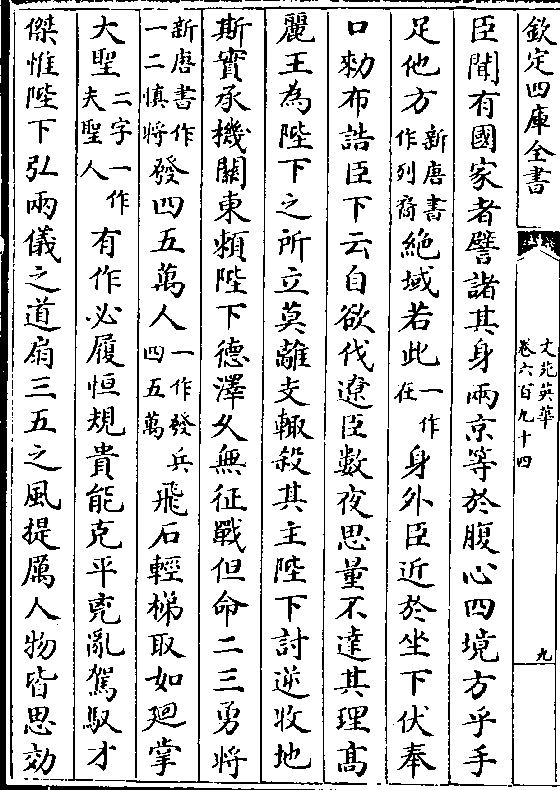 欽定四庫全書
文苑英華
卷六百九十四
九
臣聞有國家者譬諸其身兩京等於腹心四境方乎手
足他方新唐書作列裔絶域若此一作在身外臣近於坐下伏奉
口勅布誥臣下云自欲伐遼臣數夜思量不達其理髙
麗王為陛下之所立莫離支輙殺其主陛下討逆收地
斯實承機關東頼陛下德澤久無征戰但命二三勇將
新唐書作一二慎將發四五萬人一作發兵四五萬飛石輕梯取如廻掌
大聖二字一作夫聖人有作必履恒規貴能克平兇亂駕馭才
傑惟陛下弘兩儀之道扇三五之風提厲人物皆思効